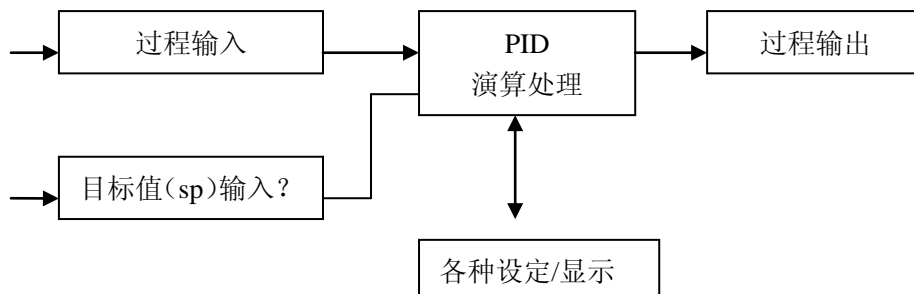 过程输入
PID
演算处理
过程输出
目标值(sp)输入?
各种设定/显示